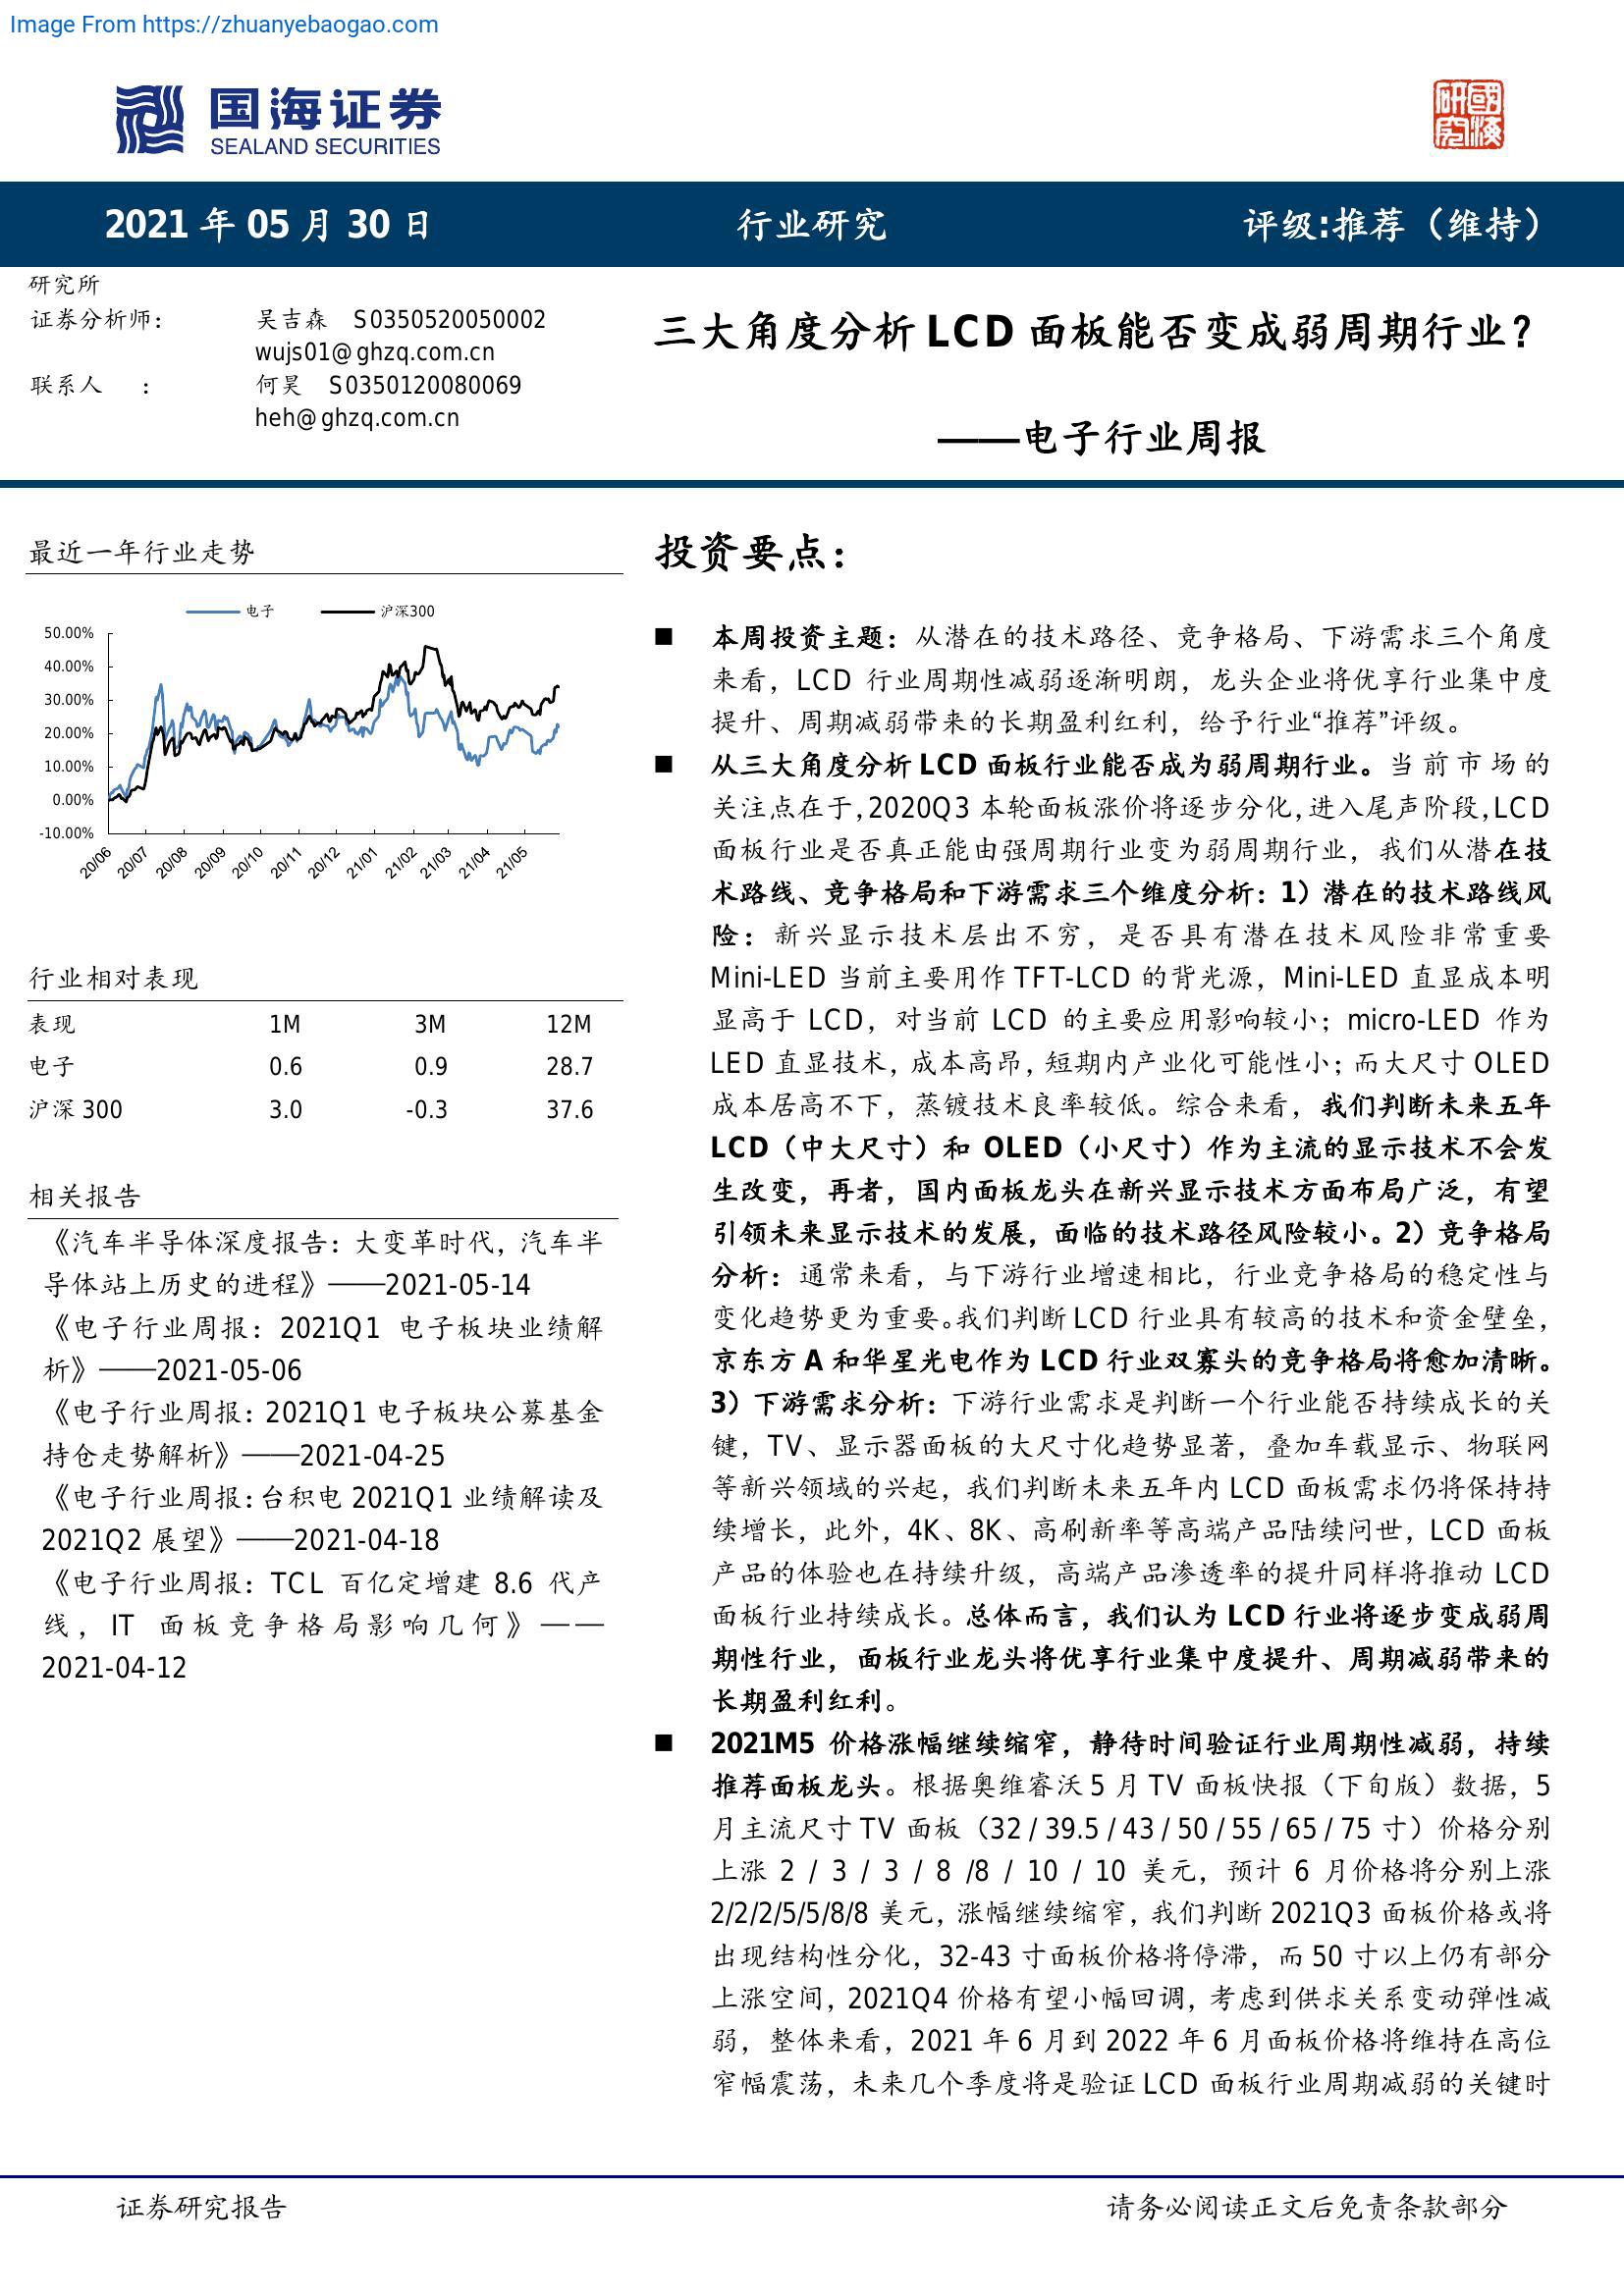 Image From https://zhuanyebaogao.com
国海证券
SEALAND SECURITIES
研究
國海
2021 年 05 月 30 日
行业研究
评级:推荐（维持）
研究所
证券分析师：
吴吉森 S0350520050002
wujs01@ghzq.com.cn
联系人 ：
何昊 S0350120080069
heh@ghzq.com.cn
三大角度分析 LCD 面板能否变成弱周期行业？
——电子行业周报
最近一年行业走势
电子
沪深300
50.00%
40.00%
30.00%
20.00%
10.00%
0.00%
-10.00%
20/06
20/07
20/08
20/09
20/10
20/11
20/12
21/01
21/02
21/03
21/04
21/05
行业相对表现
表现 1M 3M 12M
电子 0.6 0.9 28.7
沪深 300 3.0 -0.3 37.6
相关报告
《汽车半导体深度报告：大变革时代，汽车半
导体站上历史的进程》——2021-05-14
《电子行业周报：2021Q1 电子板块业绩解
析》——2021-05-06
《电子行业周报：2021Q1 电子板块公募基金
持仓走势解析》——2021-04-25
《电子行业周报：台积电 2021Q1 业绩解读及
2021Q2 展望》——2021-04-18
《电子行业周报：TCL 百亿定增建 8.6 代产
线，IT 面板竞争格局影响几何》——
2021-04-12
投资要点：
■ 本周投资主题：从潜在的技术路径、竞争格局、下游需求三个角度
来看，LCD 行业周期性减弱逐渐明朗，龙头企业将优享行业集中度
提升、周期减弱带来的长期盈利红利，给予行业“推荐”评级。
■ 从三大角度分析 LCD 面板行业能否成为弱周期行业。当前市场的
关注点在于，2020Q3 本轮面板涨价将逐步分化，进入尾声阶段，LCD
面板行业是否真正能由强周期行业变为弱周期行业，我们从潜在技
术路线、竞争格局和下游需求三个维度分析：1）潜在的技术路线风
险：新兴显示技术层出不穷，是否具有潜在技术风险非常重要
Mini-LED 当前主要用作 TFT-LCD 的背光源，Mini-LED 直显成本明
显高于 LCD，对当前 LCD 的主要应用影响较小；micro-LED 作为
LED 直显技术，成本高昂，短期内产业化可能性小；而大尺寸 OLED
成本居高不下，蒸镀技术良率较低。综合来看，我们判断未来五年
LCD（中大尺寸）和 OLED（小尺寸）作为主流的显示技术不会发
生改变，再者，国内面板龙头在新兴显示技术方面布局广泛，有望
引领未来显示技术的发展，面临的技术路径风险较小。2）竞争格局
分析：通常来看，与下游行业增速相比，行业竞争格局的稳定性与
变化趋势更为重要。我们判断 LCD 行业具有较高的技术和资金壁垒，
京东方 A 和华星光电作为 LCD 行业双寡头的竞争格局将愈加清晰。
3）下游需求分析：下游行业需求是判断一个行业能否持续成长的关
键，TV、显示器面板的大尺寸化趋势显著，叠加车载显示、物联网
等新兴领域的兴起，我们判断未来五年内 LCD 面板需求仍将保持持
续增长，此外，4K、8K、高刷新率等高端产品陆续问世，LCD 面板
产品的体验也在持续升级，高端产品渗透率的提升同样将推动 LCD
面板行业持续成长。总体而言，我们认为 LCD 行业将逐步变成弱周
期性行业，面板行业龙头将优享行业集中度提升、周期减弱带来的
长期盈利红利。
■ 2021M5 价格涨幅继续缩窄，静待时间验证行业周期性减弱，持续
推荐面板龙头。根据奥维睿沃 5 月 TV 面板快报（下旬版）数据，5
月主流尺寸 TV 面板（32 / 39.5 / 43 / 50 / 55 / 65 / 75 寸）价格分别
上涨 2 / 3 / 3 / 8 /8 / 10 / 10 美元，预计 6 月价格将分别上涨
2/2/2/5/5/8/8 美元，涨幅继续缩窄，我们判断 2021Q3 面板价格或将
出现结构性分化，32-43 寸面板价格将停滞，而 50 寸以上仍有部分
上涨空间，2021Q4 价格有望小幅回调，考虑到供求关系变动弹性减
弱，整体来看，2021 年 6 月到 2022 年 6 月面板价格将维持在高位
窄幅震荡，未来几个季度将是验证 LCD 面板行业周期减弱的关键时
证券研究报告
请务必阅读正文后免责条款部分